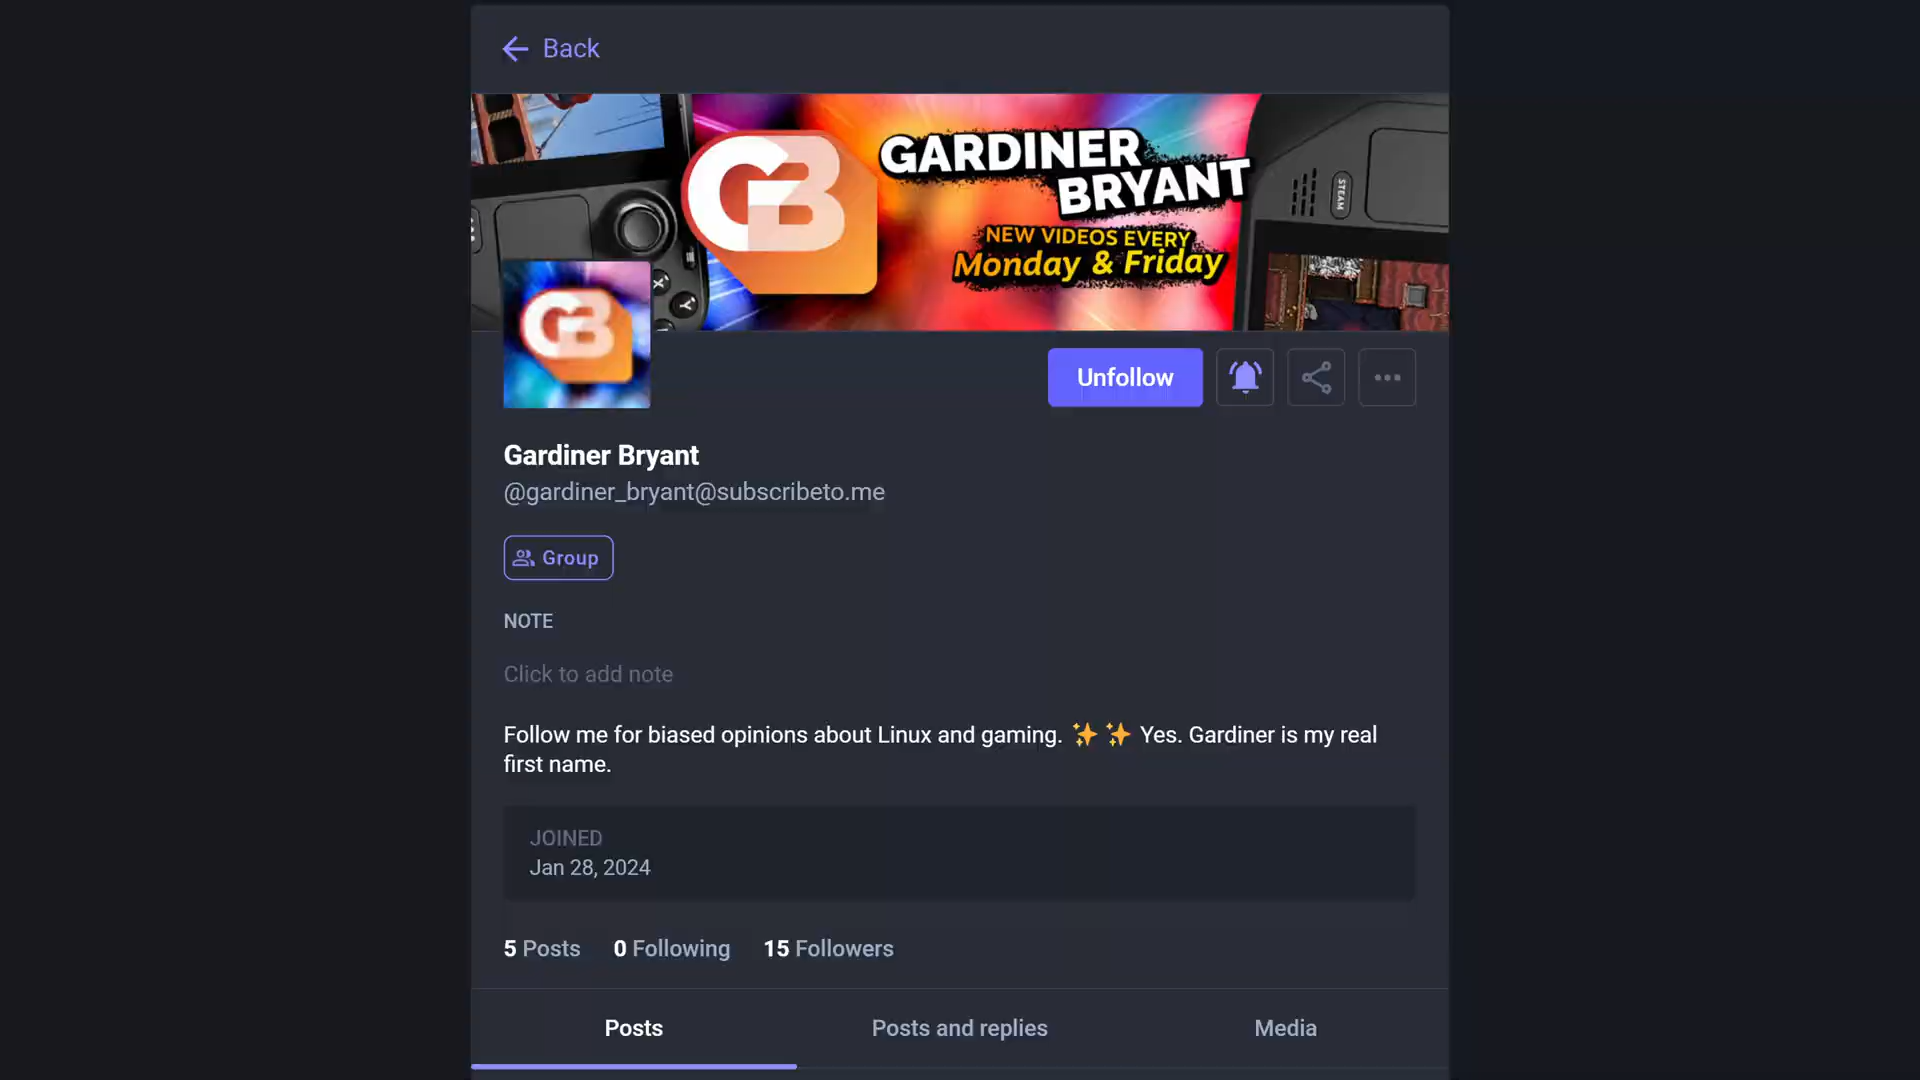 Back
GB
GARDINER
BRYANT
NEW VIDEOS EVERY
Monday & Friday
STEAM
GB
X
Y
Unfollow
Gardiner Bryant
@gardiner_bryant@subscribeto.me
Group
NOTE
Click to add note
Follow me for biased opinions about Linux and gaming. ✨ ✨ Yes. Gardiner is my real
first name.
JOINED
Jan 28, 2024
5 Posts 0 Following 15 Followers
Posts Posts and replies Media